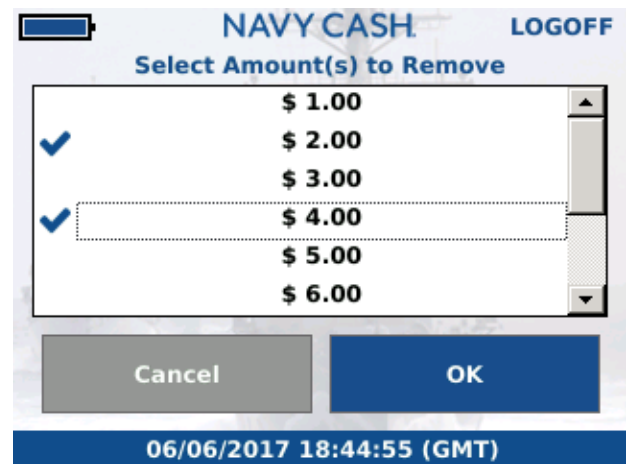 NAVY CASH. LOGOFF
Select Amount(s) to Remove
$ 1.00
$ 2.00
$ 3.00
$ 4.00
$ 5.00
$ 6.00
Cancel OK
06/06/2017 18:44:55 (GMT)